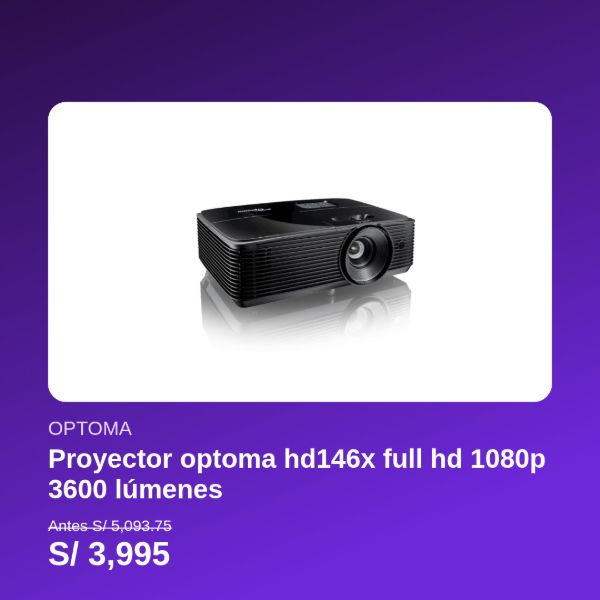 OPTOMA
Proyector optoma hd146x full hd 1080p
3600 lúmenes
Antes S/ 5,093.75
S/ 3,995